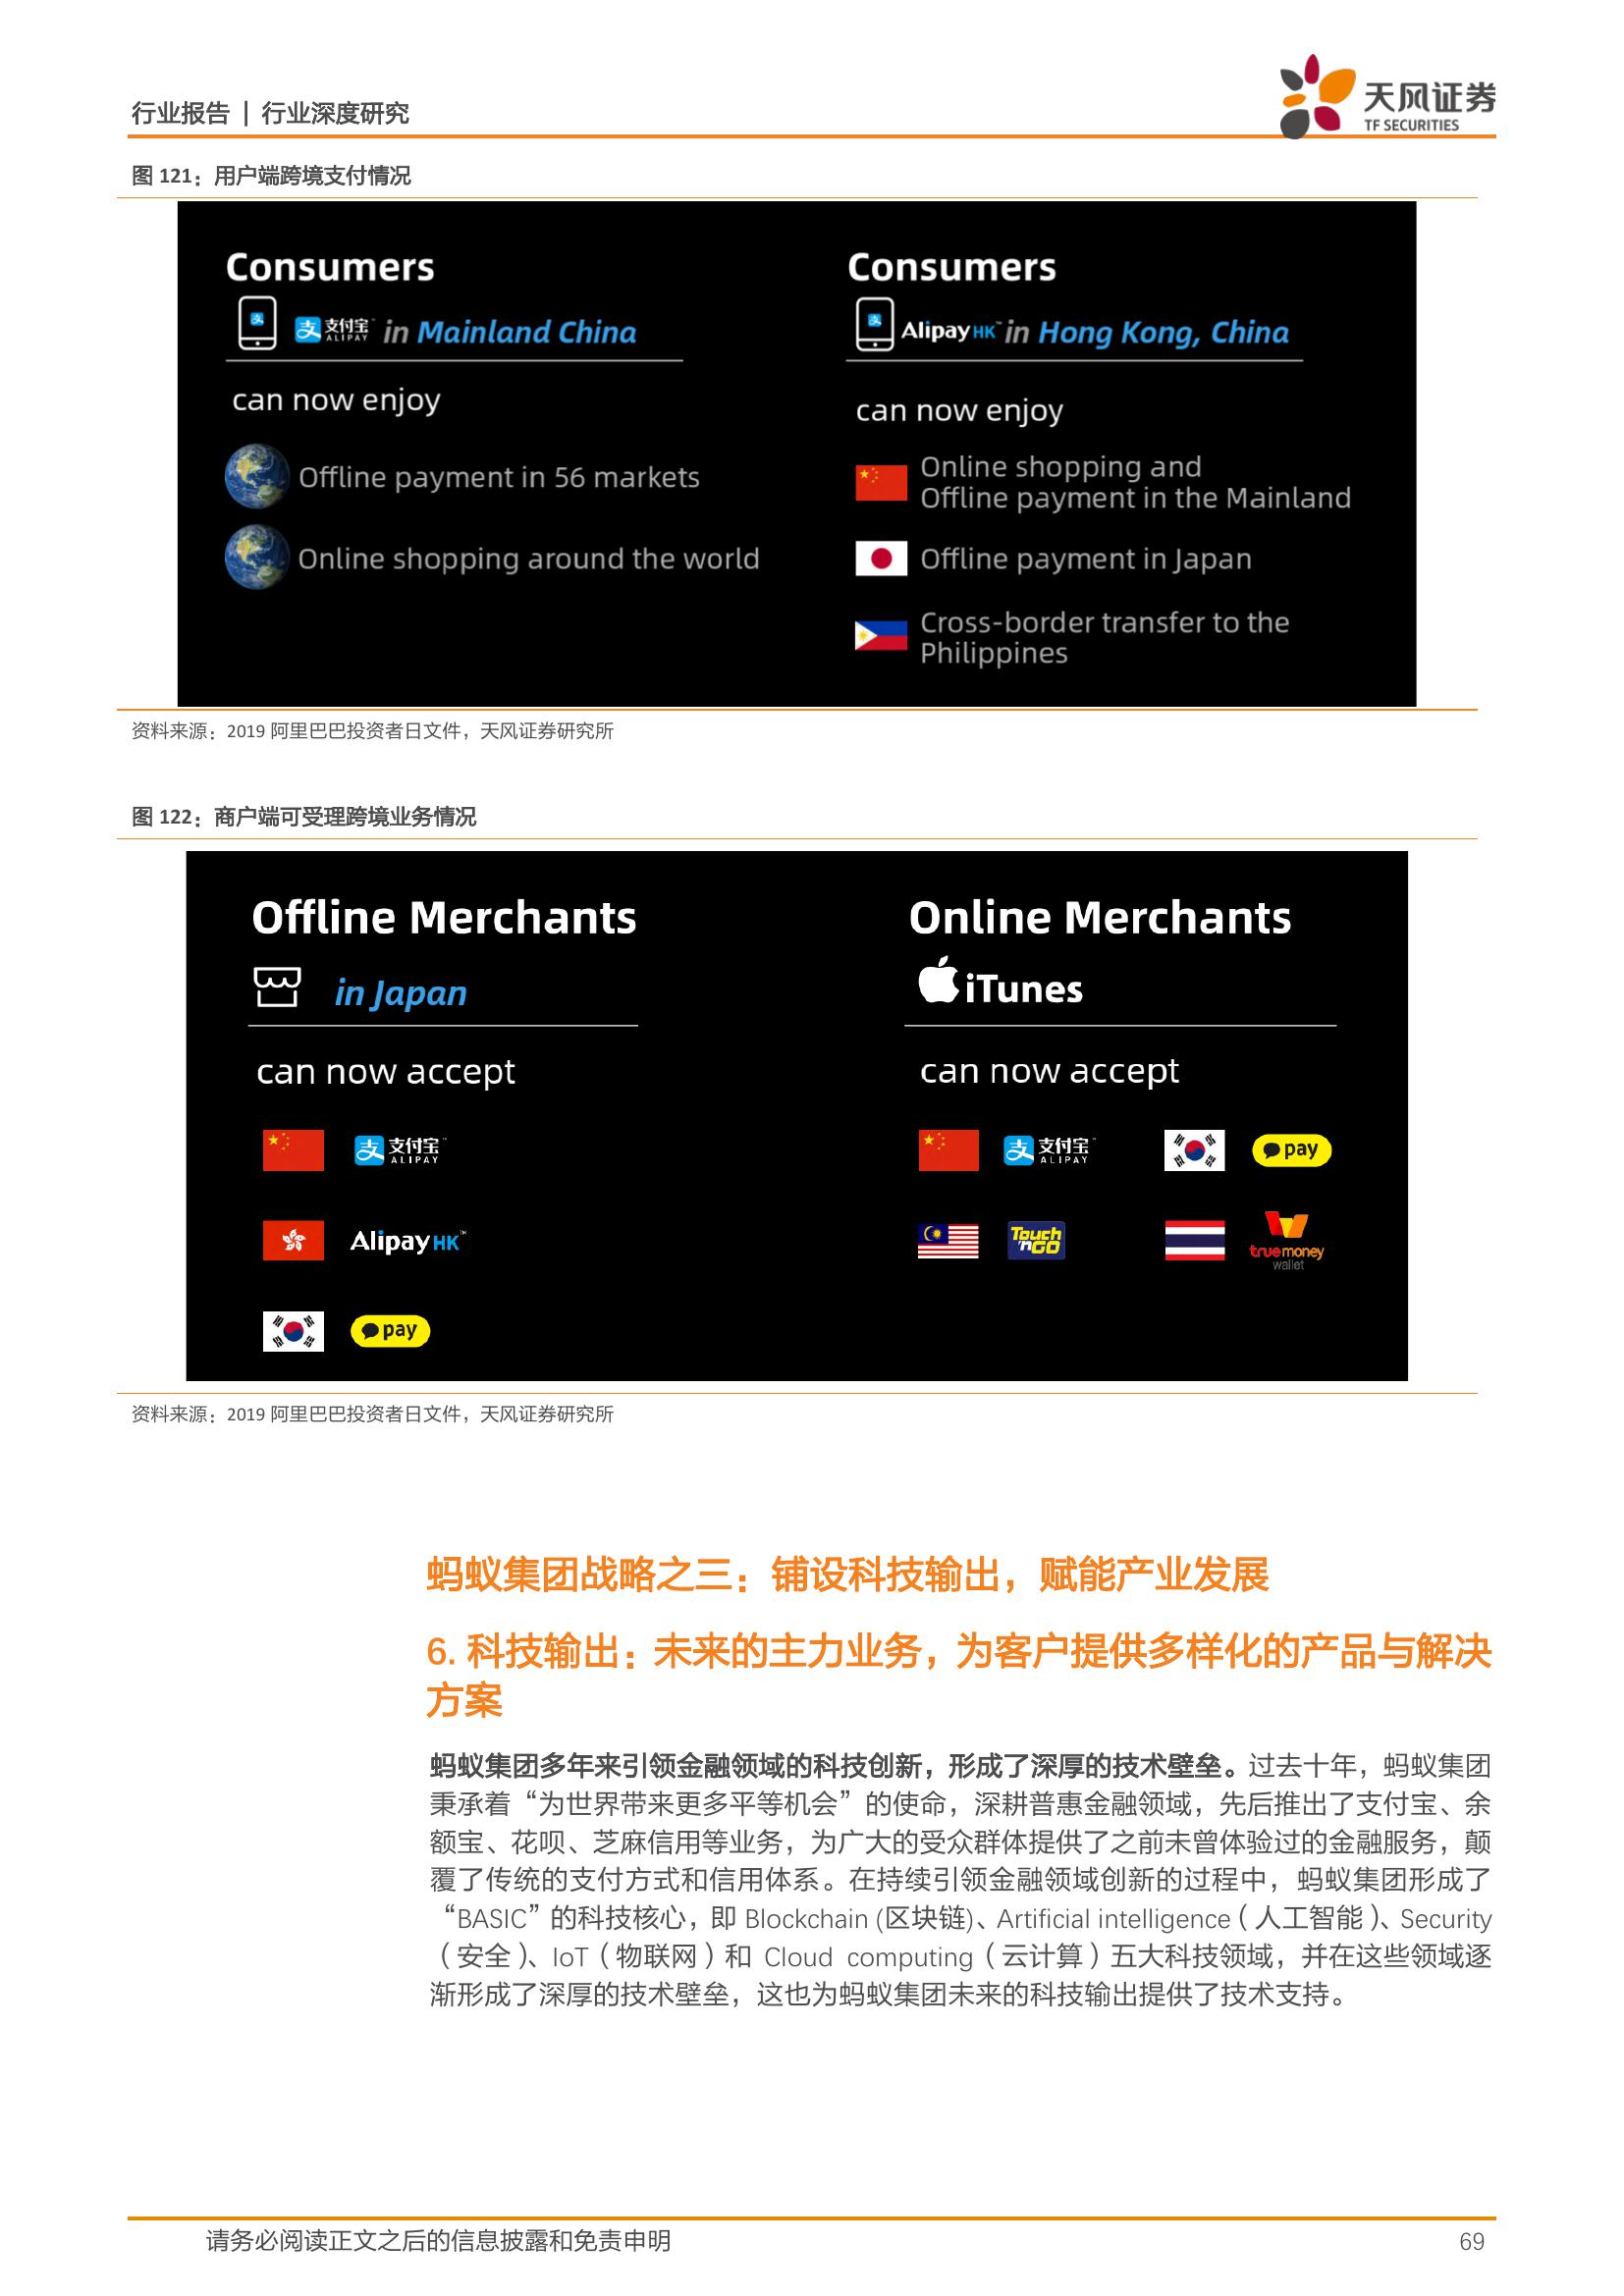 行业报告 | 行业深度研究
天风证券
TF SECURITIES
图 121：用户端跨境支付情况
Consumers
支 支付宝™ ALIPAY in Mainland China
can now enjoy
Offline payment in 56 markets
Online shopping around the world
Consumers
AlipayHK™ in Hong Kong, China
can now enjoy
Online shopping and
Offline payment in the Mainland
Offline payment in Japan
Cross-border transfer to the
Philippines
资料来源：2019 阿里巴巴投资者日文件，天风证券研究所
图 122：商户端可受理跨境业务情况
Offline Merchants
in Japan
can now accept
支 支付宝™ ALIPAY
AlipayHK™
pay
Online Merchants
iTunes
can now accept
支 支付宝™ ALIPAY
pay
Touch
'nGO
truemoney
wallet
资料来源：2019 阿里巴巴投资者日文件，天风证券研究所
蚂蚁集团战略之三：铺设科技输出，赋能产业发展
6. 科技输出：未来的主力业务，为客户提供多样化的产品与解决
方案
蚂蚁集团多年来引领金融领域的科技创新，形成了深厚的技术壁垒。过去十年，蚂蚁集团
秉承着“为世界带来更多平等机会”的使命，深耕普惠金融领域，先后推出了支付宝、余
额宝、花呗、芝麻信用等业务，为广大的受众群体提供了之前未曾体验过的金融服务，颠
覆了传统的支付方式和信用体系。在持续引领金融领域创新的过程中，蚂蚁集团形成了
“BASIC”的科技核心，即 Blockchain (区块链)、Artificial intelligence（人工智能）、Security
（安全）、IoT（物联网）和 Cloud computing（云计算）五大科技领域，并在这些领域逐
渐形成了深厚的技术壁垒，这也为蚂蚁集团未来的科技输出提供了技术支持。
请务必阅读正文之后的信息披露和免责申明
69